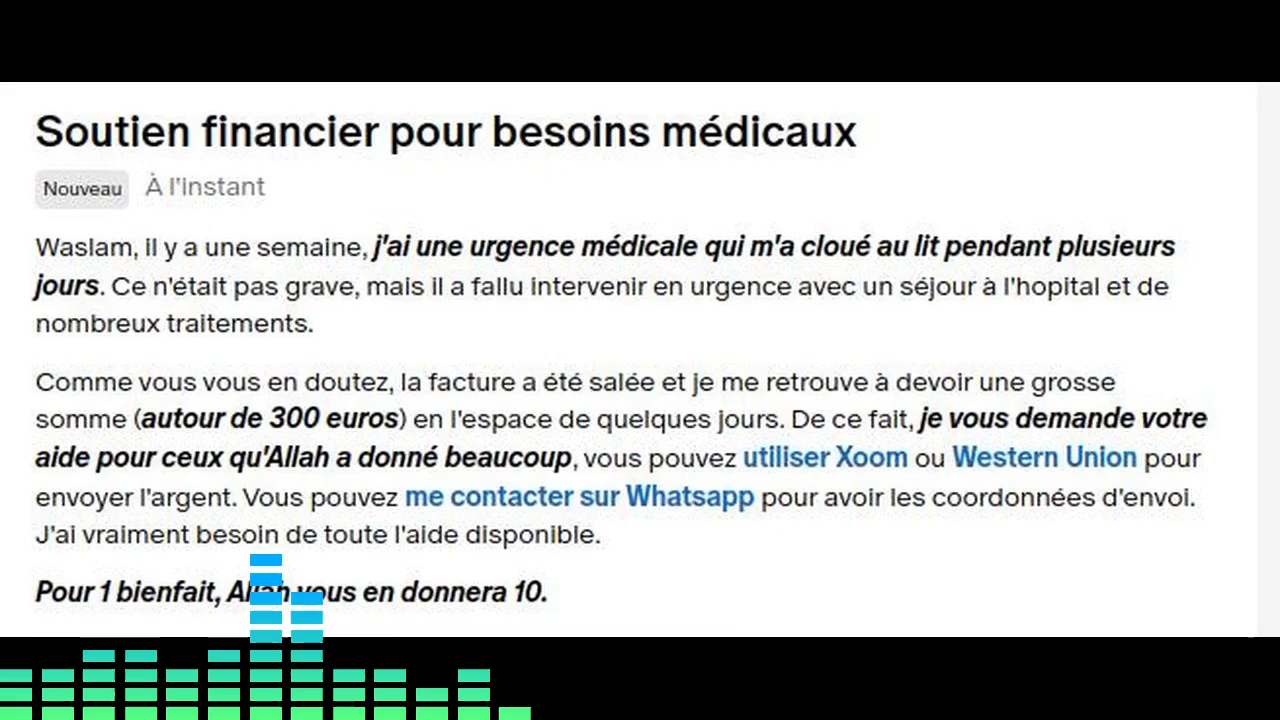 Soutien financier pour besoins médicaux
Nouveau À l'Instant
Waslam, il y a une semaine, j'ai une urgence médicale qui m'a cloué au lit pendant plusieurs
jours. Ce n'était pas grave, mais il a fallu intervenir en urgence avec un séjour à l'hopital et de
nombreux traitements.
Comme vous vous en doutez, la facture a été salée et je me retrouve à devoir une grosse
somme (autour de 300 euros) en l'espace de quelques jours. De ce fait, je vous demande votre
aide pour ceux qu'Allah a donné beaucoup, vous pouvez utiliser Xoom ou Western Union pour
envoyer l'argent. Vous pouvez me contacter sur Whatsapp pour avoir les coordonnées d'envoi.
J'ai vraiment besoin de toute l'aide disponible.
Pour 1 bienfait, Allah vous en donnera 10.